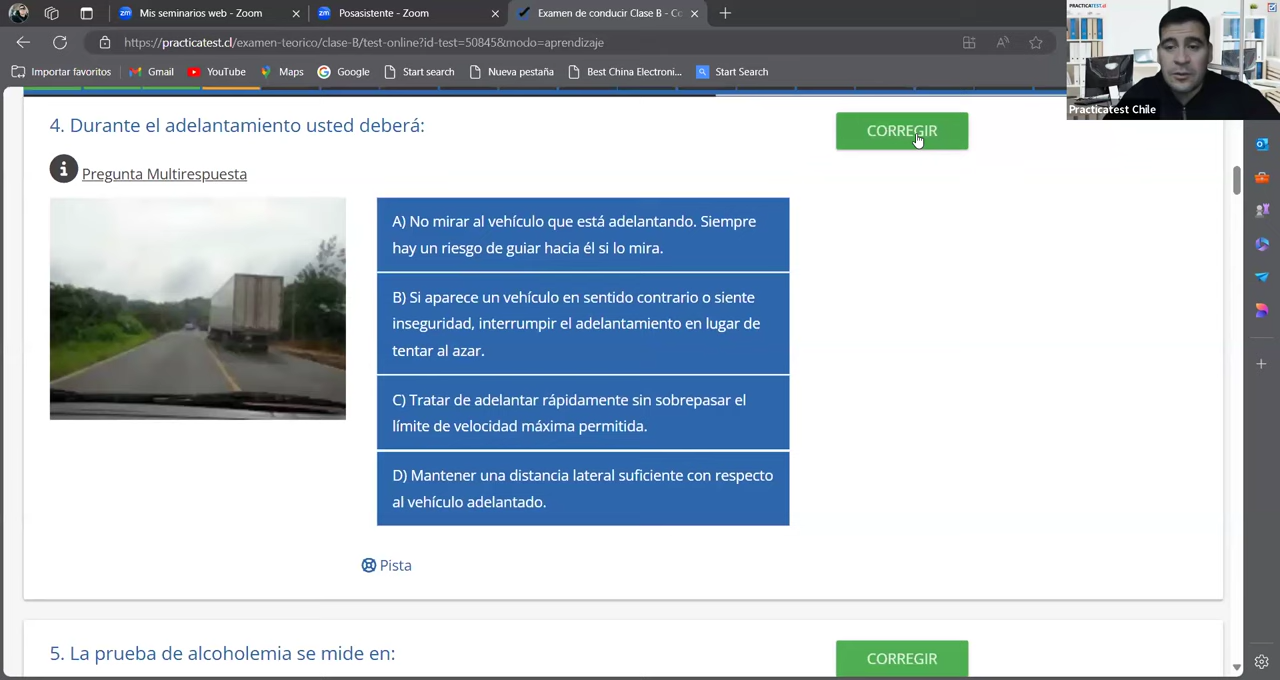 Mis seminarios web - Zoom
Posasistente - Zoom
Examen de conducir Clase B - Co
https://practicatest.cl/examen-teorico/clase-B/test-online?id-test=50845&modo=aprendizaje
Importar favoritos
Gmail
YouTube
Maps
Google
Start search
Nueva pestaña
Best China Electroni...
Start Search
PRACTICATEST.cl
Practicatest Chile
4. Durante el adelantamiento usted deberá:
CORREGIR
Pregunta Multirespuesta
A) No mirar al vehículo que está adelantando. Siempre
hay un riesgo de guiar hacia él si lo mira.
B) Si aparece un vehículo en sentido contrario o siente
inseguridad, interrumpir el adelantamiento en lugar de
tentar al azar.
C) Tratar de adelantar rápidamente sin sobrepasar el
límite de velocidad máxima permitida.
D) Mantener una distancia lateral suficiente con respecto
al vehículo adelantado.
Pista
5. La prueba de alcoholemia se mide en:
CORREGIR